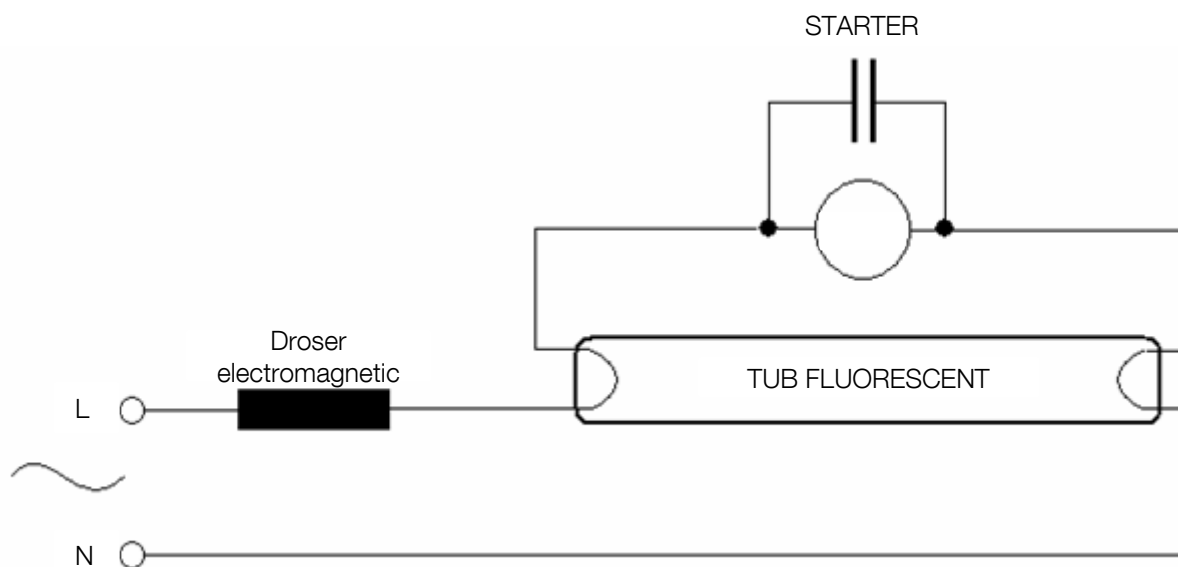 STARTER
Droser
electromagnetic
TUB FLUORESCENT
L
N